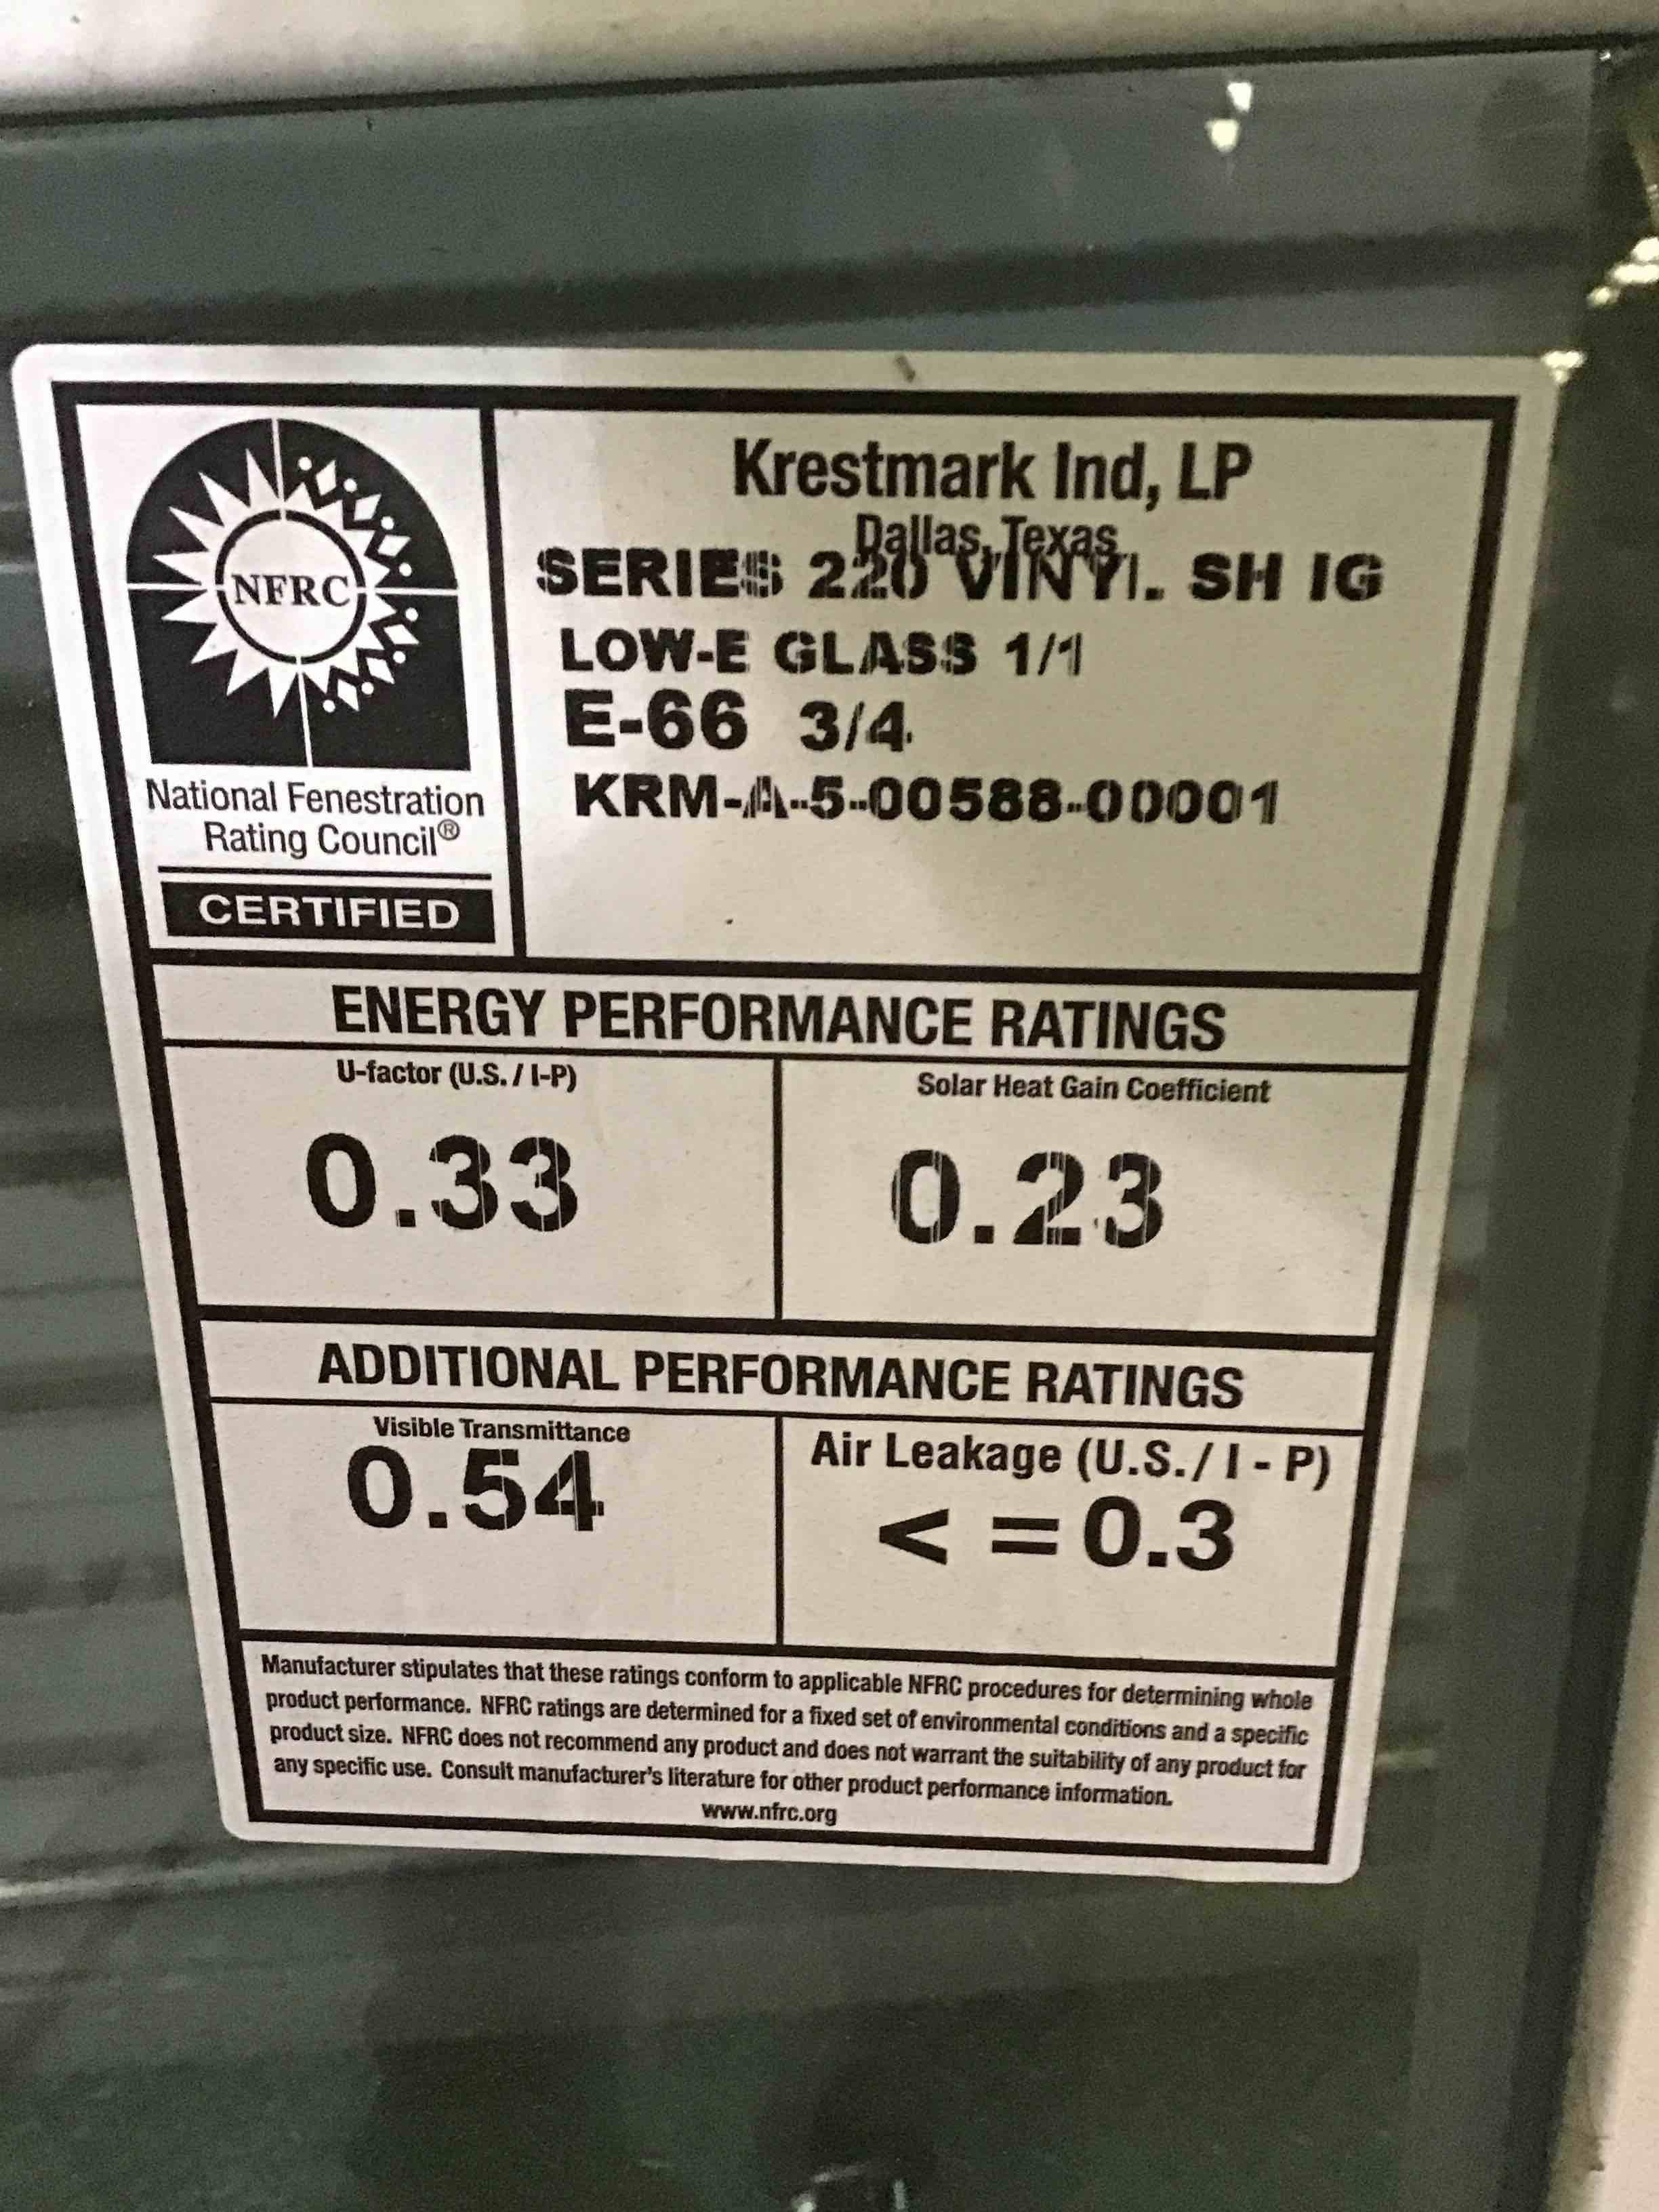 NFRC
National Fenestration
Rating Council®
CERTIFIED
Krestmark Ind, LP
Dallas, Texas
SERIES 220 VINYL SH IG
LOW-E GLASS 1/1
E-66 3/4
KRM-A-5-00588-00001
ENERGY PERFORMANCE RATINGS
U-factor (U.S. / I-P)
0.33
Solar Heat Gain Coefficient
0.23
ADDITIONAL PERFORMANCE RATINGS
Visible Transmittance
0.54
Air Leakage (U.S. / I - P)
< = 0.3
Manufacturer stipulates that these ratings conform to applicable NFRC procedures for determining whole
product performance. NFRC ratings are determined for a fixed set of environmental conditions and a specific
product size. NFRC does not recommend any product and does not warrant the suitability of any product for
any specific use. Consult manufacturer's literature for other product performance information.
www.nfrc.org